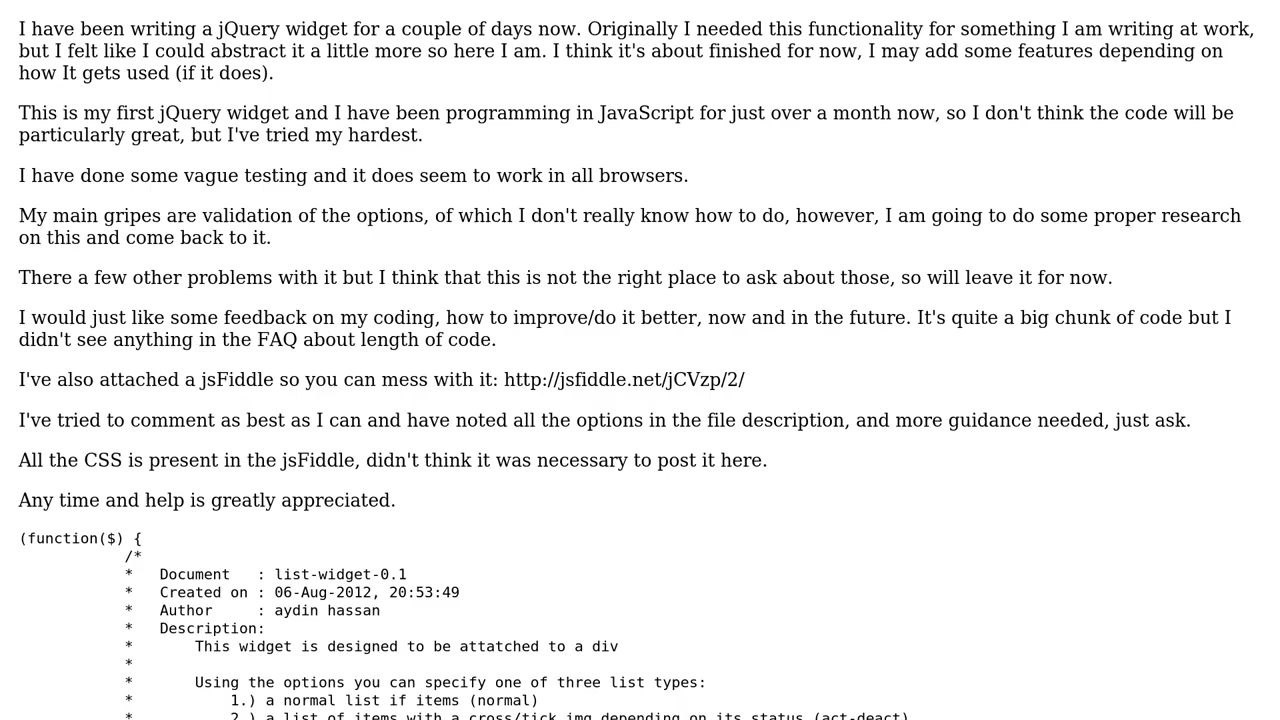 I have been writing a jQuery widget for a couple of days now. Originally I needed this functionality for something I am writing at work,
but I felt like I could abstract it a little more so here I am. I think it's about finished for now, I may add some features depending on
how It gets used (if it does).
This is my first jQuery widget and I have been programming in JavaScript for just over a month now, so I don't think the code will be
particularly great, but I've tried my hardest.
I have done some vague testing and it does seem to work in all browsers.
My main gripes are validation of the options, of which I don't really know how to do, however, I am going to do some proper research
on this and come back to it.
There a few other problems with it but I think that this is not the right place to ask about those, so will leave it for now.
I would just like some feedback on my coding, how to improve/do it better, now and in the future. It's quite a big chunk of code but I
didn't see anything in the FAQ about length of code.
I've also attached a jsFiddle so you can mess with it: http://jsfiddle.net/jCVzp/2/
I've tried to comment as best as I can and have noted all the options in the file description, and more guidance needed, just ask.
All the CSS is present in the jsFiddle, didn't think it was necessary to post it here.
Any time and help is greatly appreciated.
(function($) {
/*
*   Document   : list-widget-0.1
*   Created on : 06-Aug-2012, 20:53:49
*   Author     : aydin hassan
*   Description:
*       This widget is designed to be attatched to a div
*
*       Using the options you can specify one of three list types:
*           1.) a normal list if items (normal)
*           2.) a list of items with a cross/tick img depending on its status (act-deact)